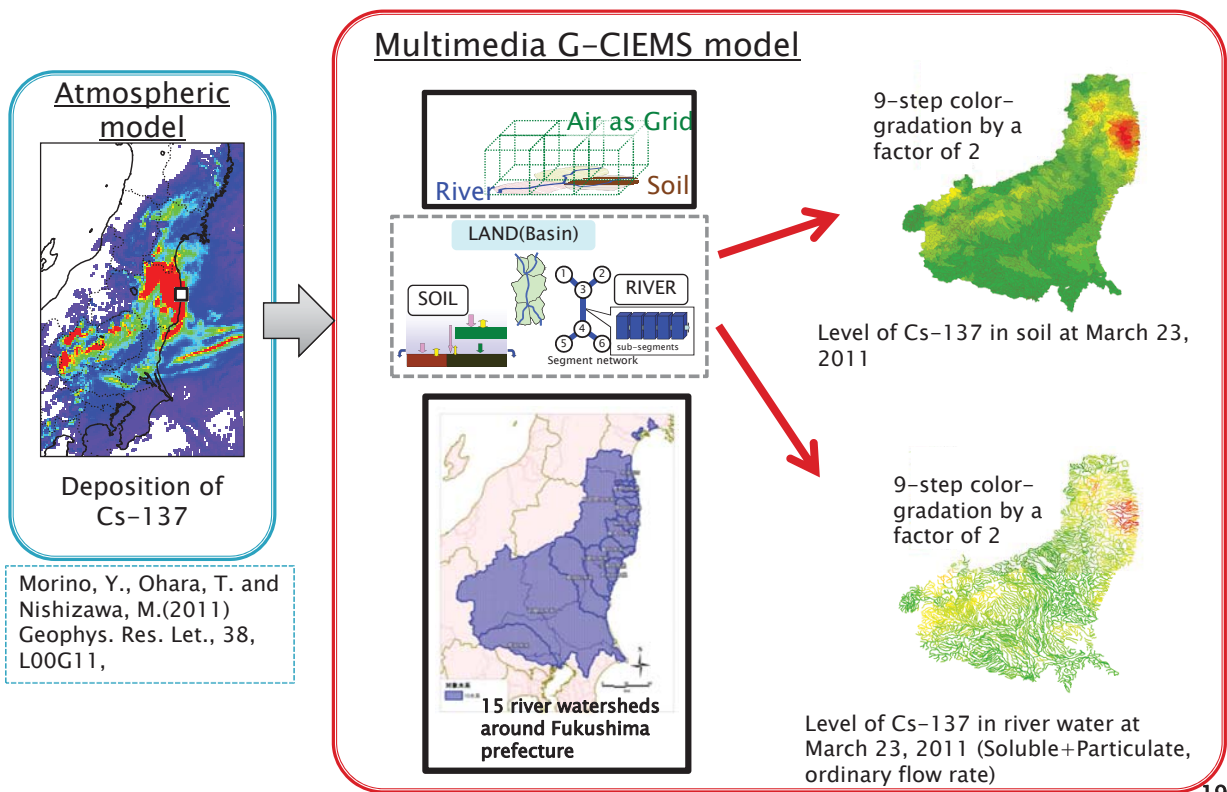 Atmospheric
model
Deposition of
Cs-137
Morino, Y., Ohara, T. and
Nishizawa, M.(2011)
Geophys. Res. Let., 38,
L00G11,
Multimedia G-CIEMS model
Air as Grid
River
Soil
LAND(Basin)
SOIL
1
2
3
4
5
6
RIVER
sub-segments
Segment network
15 river watersheds
around Fukushima
prefecture
9-step color-
gradation by a
factor of 2
Level of Cs-137 in soil at March 23,
2011
9-step color-
gradation by a
factor of 2
Level of Cs-137 in river water at
March 23, 2011 (Soluble+Particulate,
ordinary flow rate)